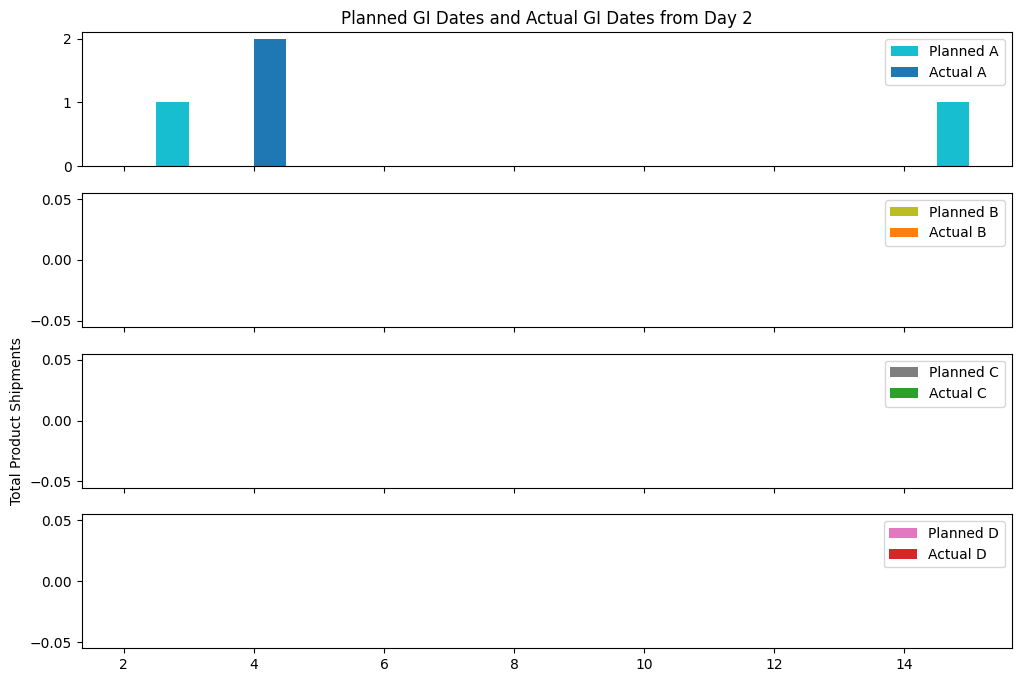 Planned GI Dates and Actual GI Dates from Day 2
2
1
0
Planned A
Actual A
0.05
0.00
−0.05
Planned B
Actual B
Total Product Shipments
0.05
0.00
−0.05
Planned C
Actual C
0.05
0.00
−0.05
Planned D
Actual D
2 4 6 8 10 12 14